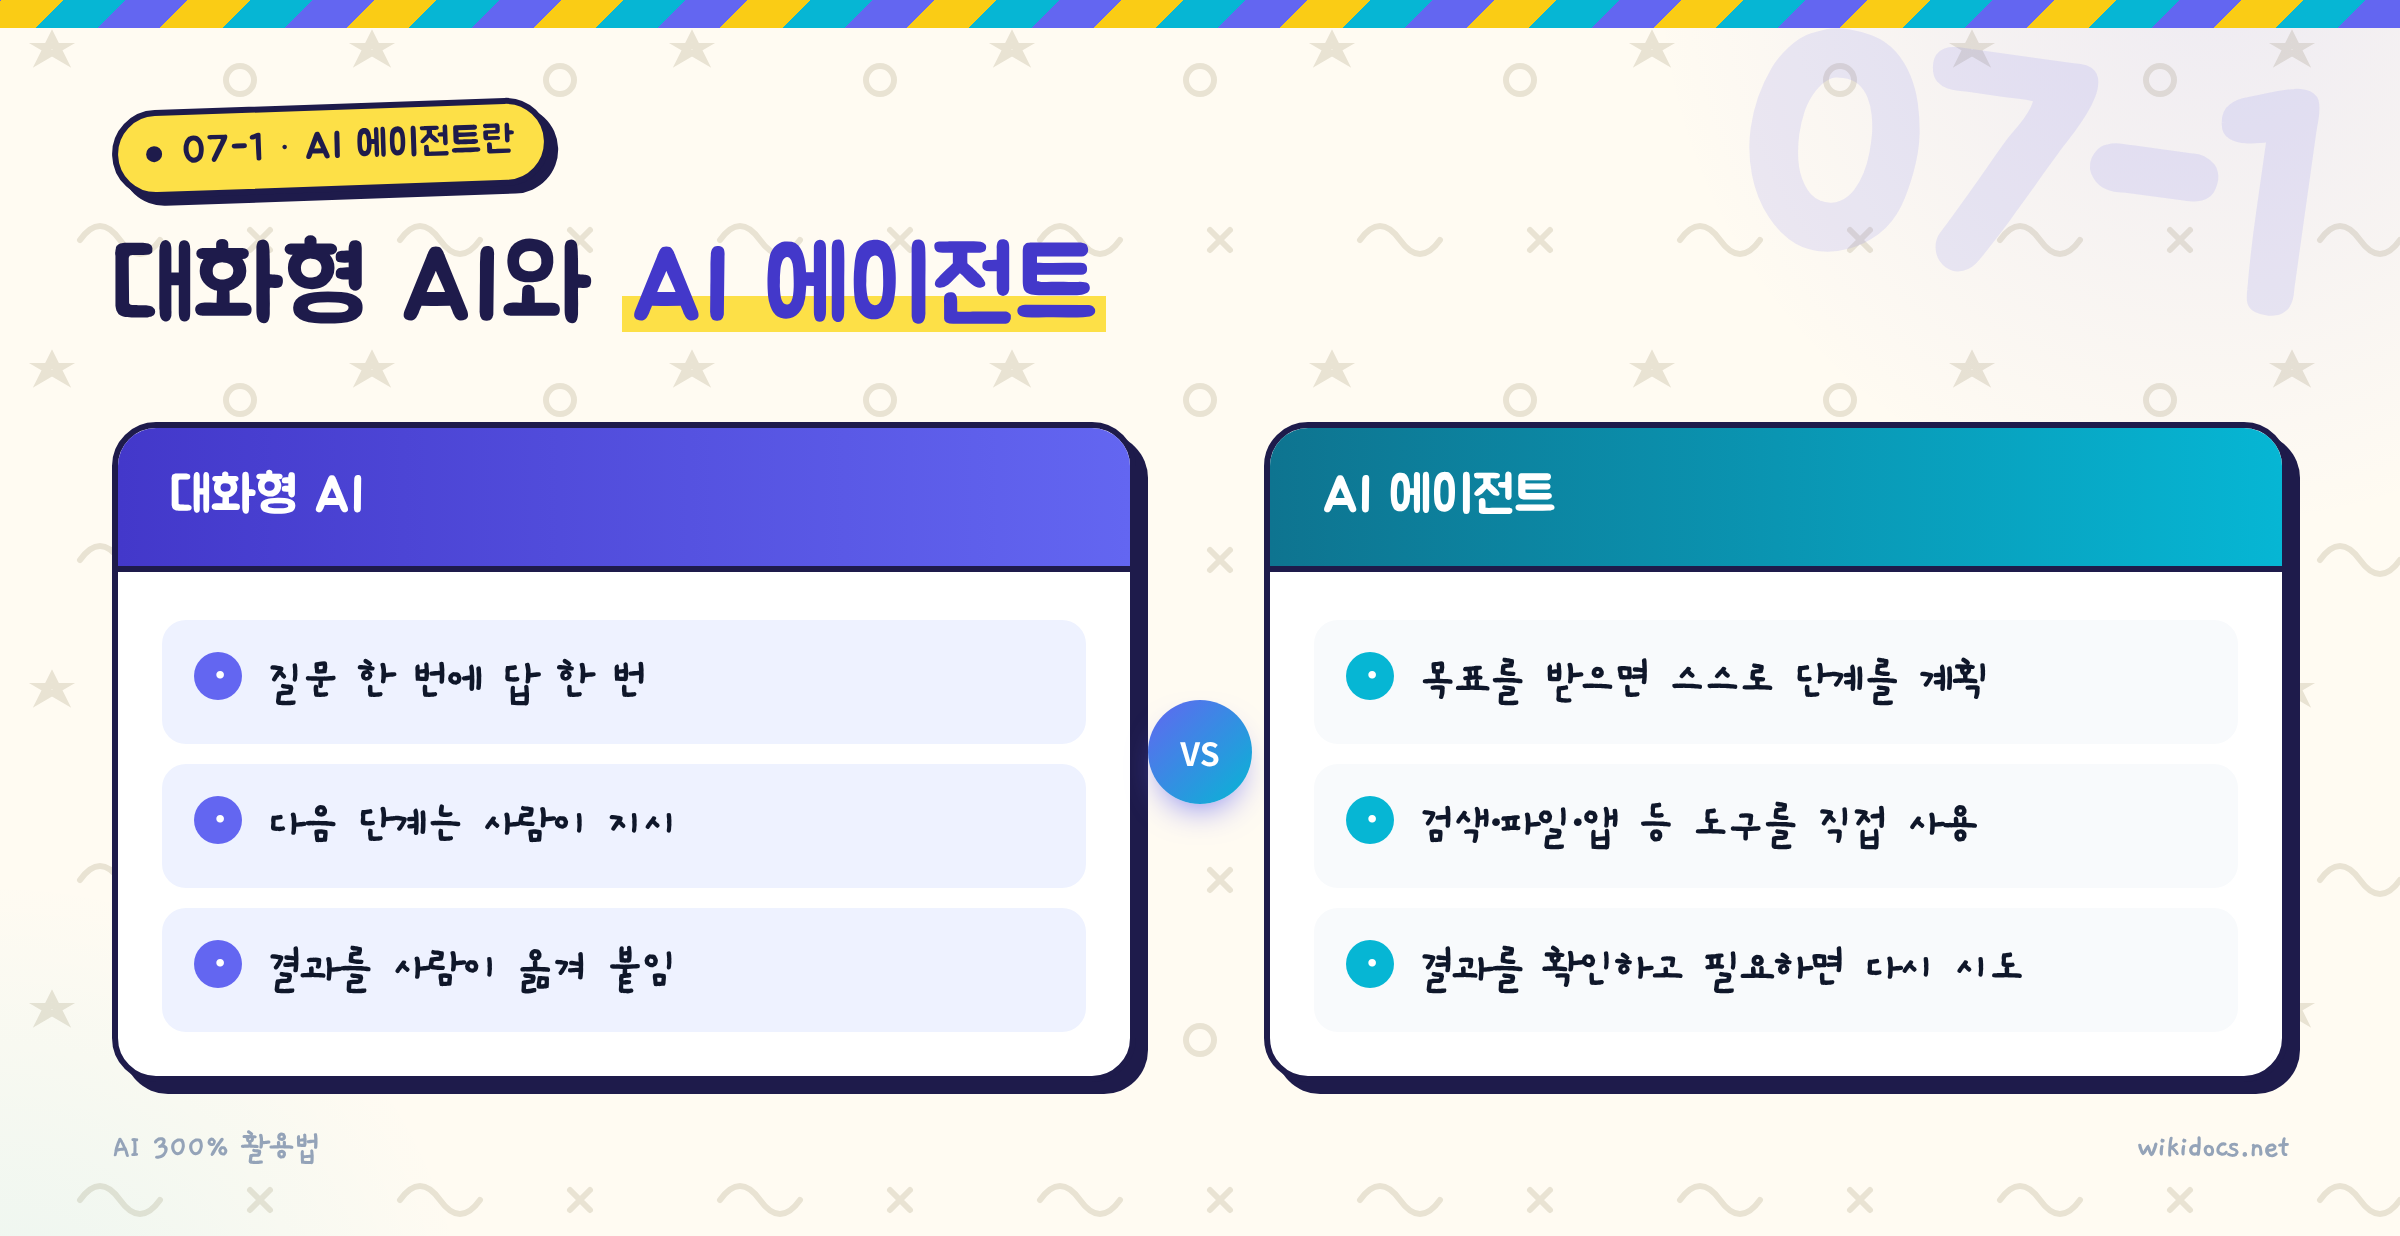 07-1
07-1 · AI 에이전트란
대화형 AI와 AI 에이전트
대화형 AI
질문 한 번에 답 한 번
다음 단계는 사람이 지시
결과를 사람이 옮겨 붙임
VS
AI 에이전트
목표를 받으면 스스로 단계를 계획
검색·파일·앱 등 도구를 직접 사용
결과를 확인하고 필요하면 다시 시도
AI 300% 활용법
wikidocs.net